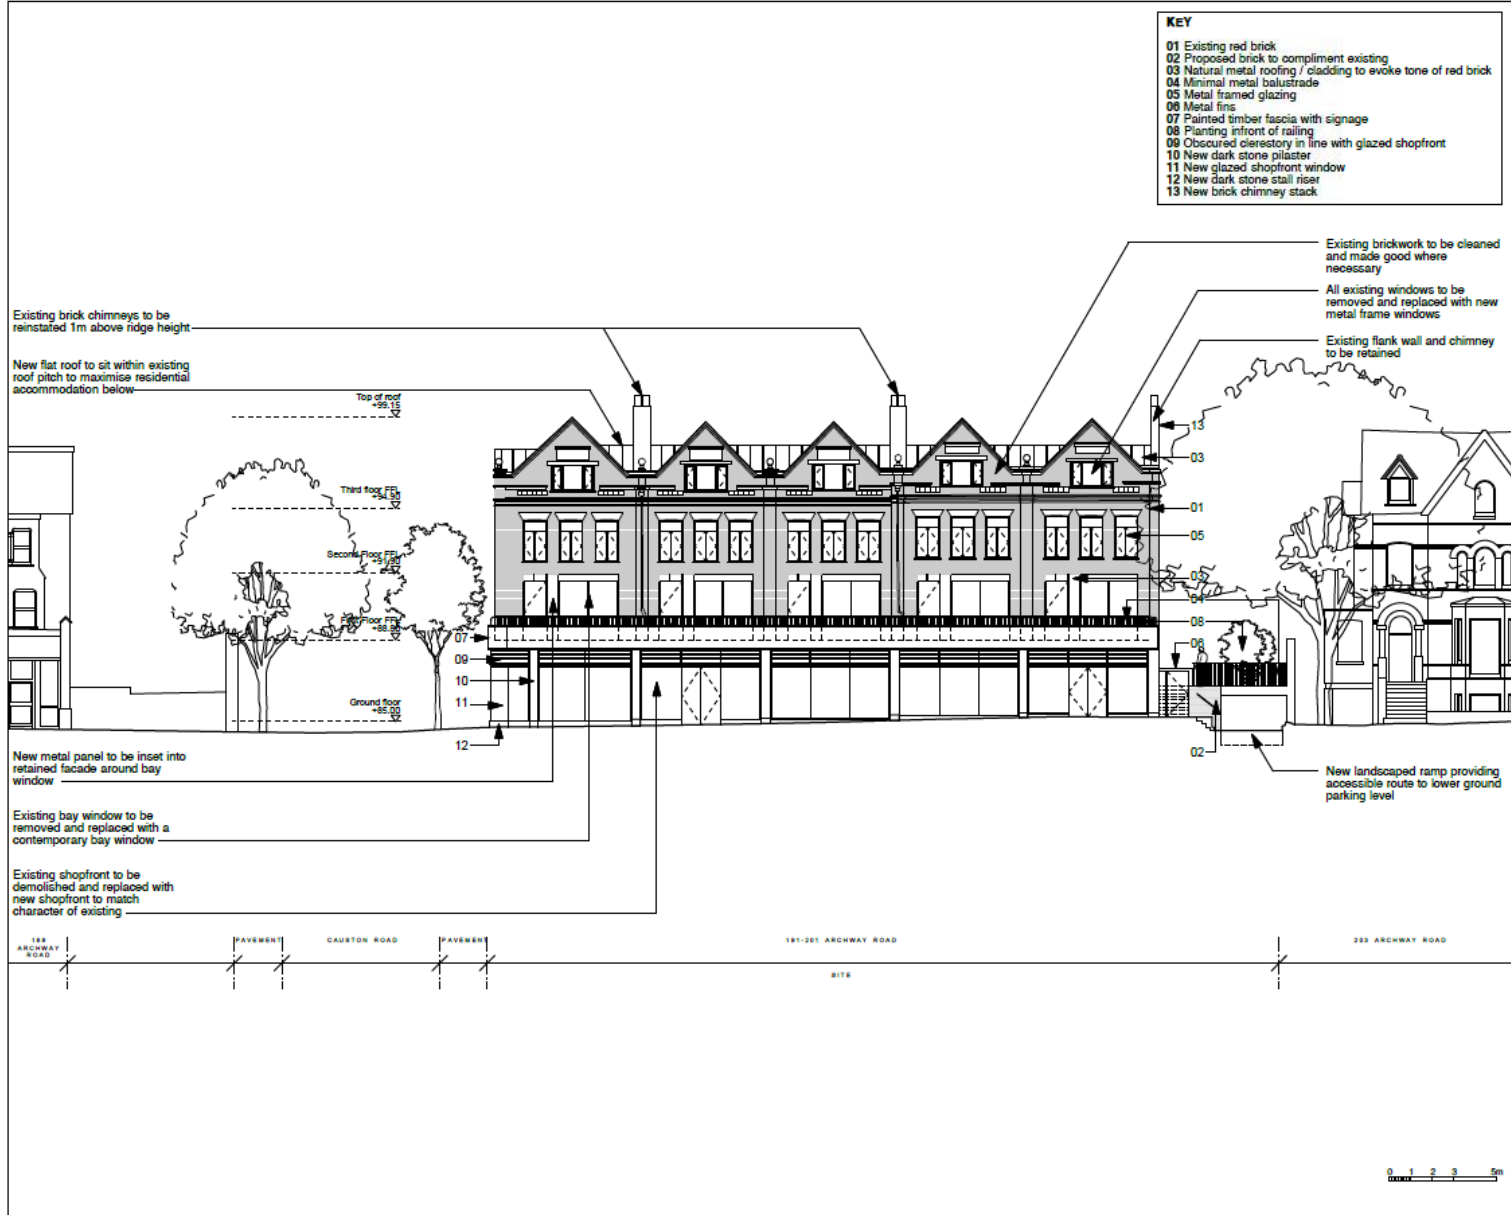 KEY
01 Existing red brick
02 Proposed brick to compliment existing
03 Natural metal roofing / cladding to evoke tone of red brick
04 Minimal metal balustrade
05 Metal framed glazing
06 Metal fins
07 Painted timber fascia with signage
08 Planting infront of railing
09 Obscured clerestory in line with glazed shopfront
10 New dark stone pilaster
11 New glazed shopfront window
12 New dark stone stall riser
13 New brick chimney stack
Existing brickwork to be cleaned
and made good where
necessary
All existing windows to be
removed and replaced with new
metal frame windows
Existing flank wall and chimney
to be retained
Existing brick chimneys to be
reinstated 1m above ridge height
New flat roof to sit within existing
roof pitch to maximise residential
accommodation below
Top of roof
+99.15
Third floor FFL
+94.90
Second Floor FFL
+91.90
First Floor FFL
Ground floor
+85.00
13
03
01
05
03
04
08
06
07
09
10
11
12
02
New metal panel to be inset into
retained facade around bay
window
Existing bay window to be
removed and replaced with a
contemporary bay window
Existing shopfront to be
demolished and replaced with
new shopfront to match
character of existing
New landscaped ramp providing
accessible route to lower ground
parking level
189
ARCHWAY
ROAD
PAVEMENT
CAUSTON ROAD
PAVEMENT
191-201 ARCHWAY ROAD
203 ARCHWAY ROAD
SITE
0 1 2 3 5m